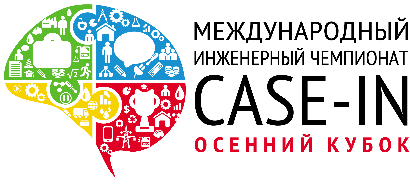 МЕЖДУНАРОДНЫЙ
ИНЖЕНЕРНЫЙ ЧЕМПИОНАТ
CASE-IN
ОСЕННИЙ КУБОК